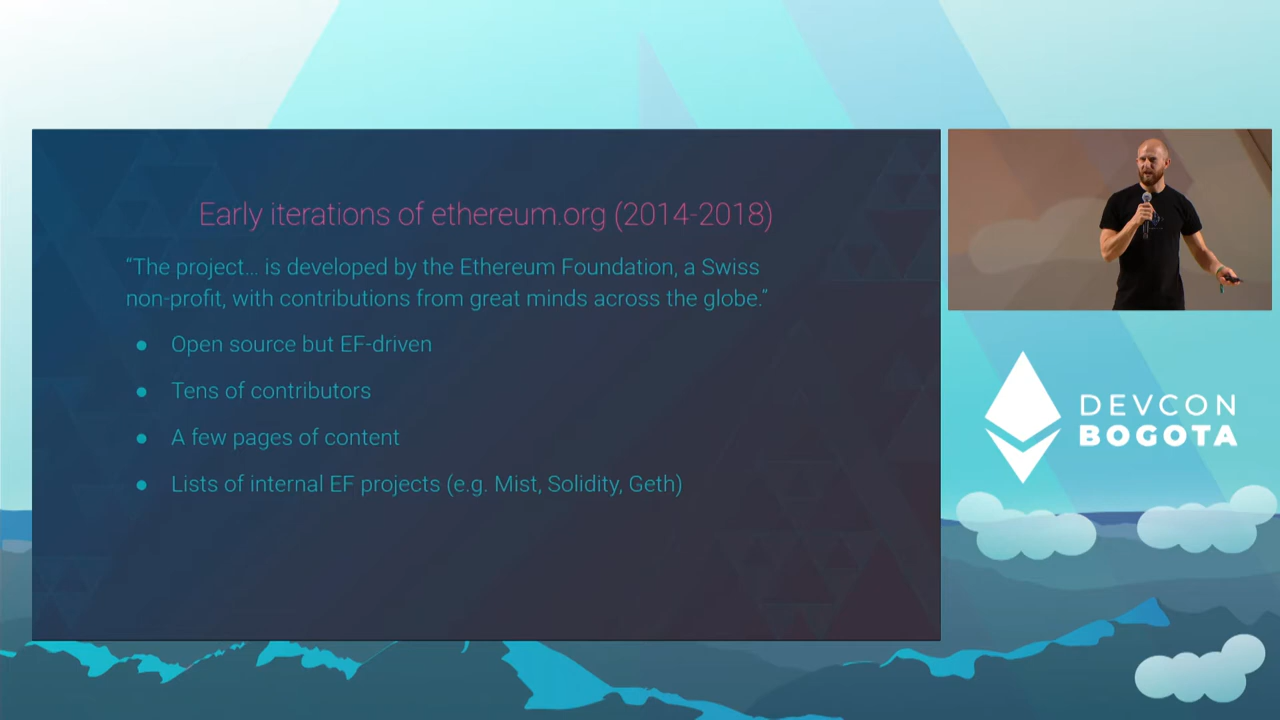 Early iterations of ethereum.org (2014-2018)
“The project... is developed by the Ethereum Foundation, a Swiss
non-profit, with contributions from great minds across the globe.”
● Open source but EF-driven
● Tens of contributors
● A few pages of content
● Lists of internal EF projects (e.g. Mist, Solidity, Geth)
DEVCON
BOGOTA